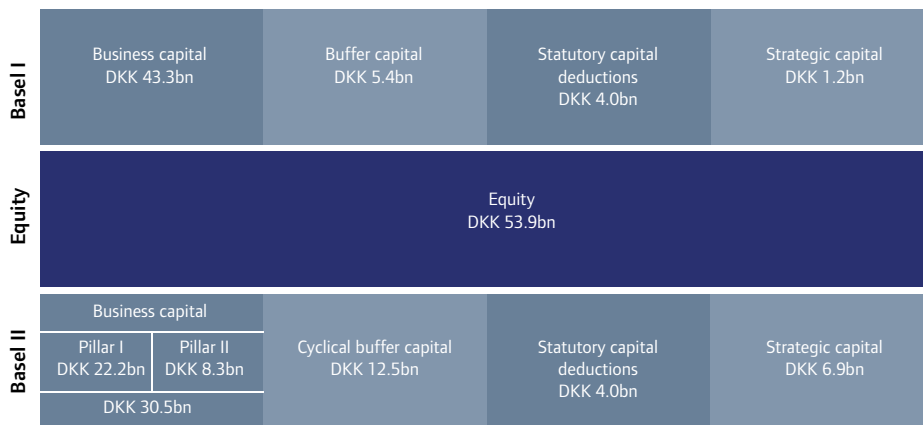 Basel I
Business capital
DKK 43.3bn
Buffer capital
DKK 5.4bn
Statutory capital
deductions
DKK 4.0bn
Strategic capital
DKK 1.2bn
Equity
Equity
DKK 53.9bn
Basel II
Business capital
Pillar I
DKK 22.2bn
Pillar II
DKK 8.3bn
DKK 30.5bn
Cyclical buffer capital
DKK 12.5bn
Statutory capital
deductions
DKK 4.0bn
Strategic capital
DKK 6.9bn